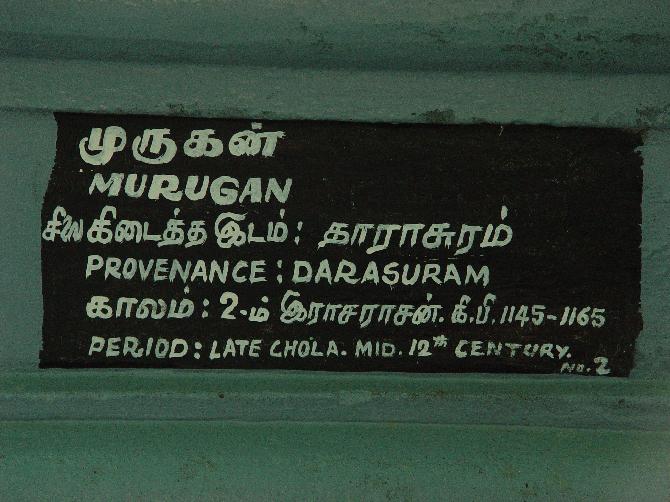 முருகன்
MURUGAN
சிலை கிடைத்த இடம் : தாராசுரம்
PROVENANCE : DARASURAM
காலம் : 2-ம் இராசராசன். கி.பி. 1145-1165
PERIOD : LATE CHOLA. MID. 12th CENTURY.
NO. 2